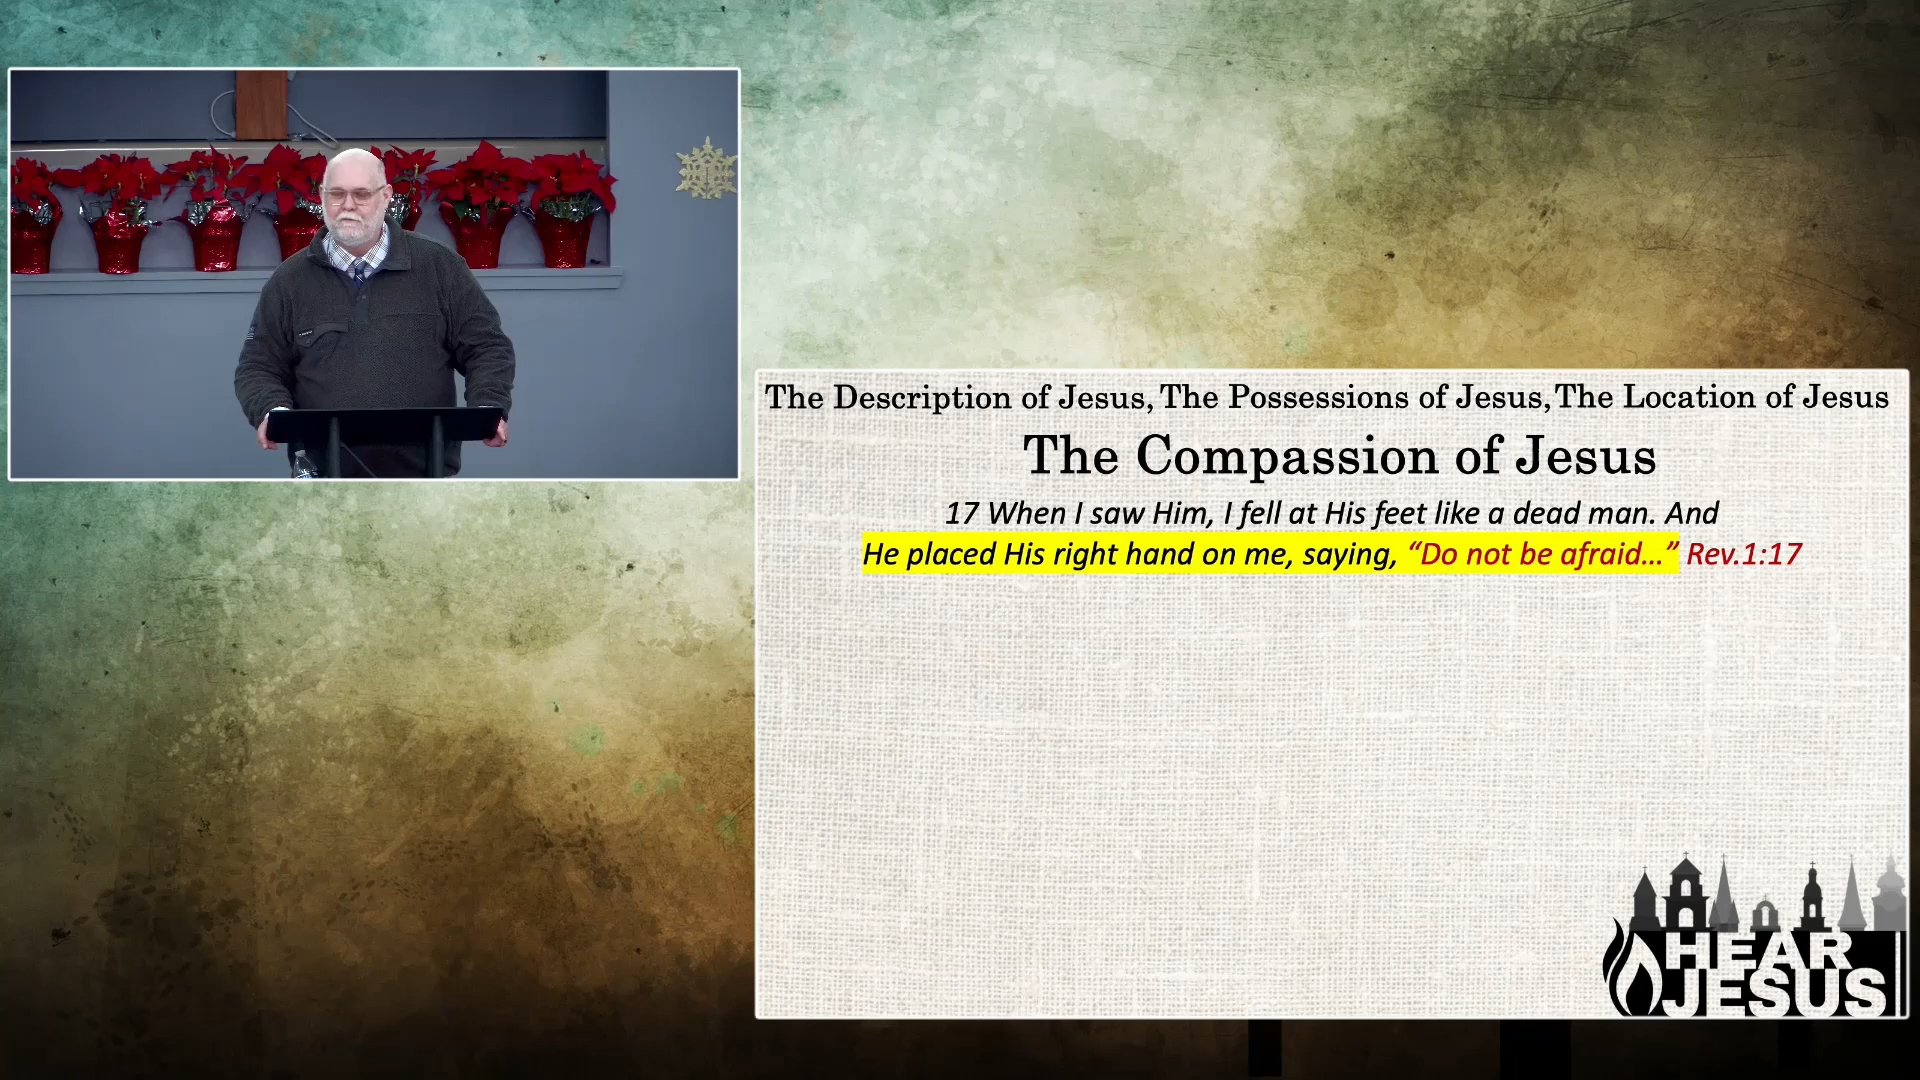 The Description of Jesus, The Possessions of Jesus, The Location of Jesus
The Compassion of Jesus
17 When I saw Him, I fell at His feet like a dead man. And
He placed His right hand on me, saying, “Do not be afraid...” Rev.1:17
HEAR
JESUS